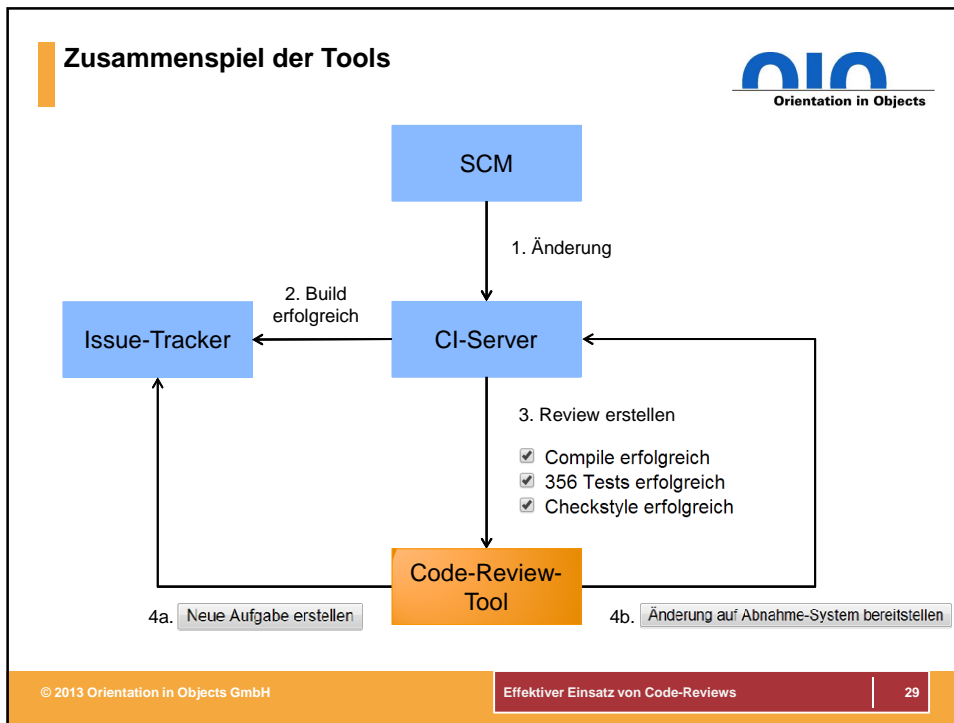 Zusammenspiel der Tools
OIO
Orientation in Objects
SCM
1. Änderung
2. Build
erfolgreich
Issue-Tracker
CI-Server
3. Review erstellen
Compile erfolgreich
356 Tests erfolgreich
Checkstyle erfolgreich
Code-Review-
Tool
4a. Neue Aufgabe erstellen
4b. Änderung auf Abnahme-System bereitstellen
© 2013 Orientation in Objects GmbH
Effektiver Einsatz von Code-Reviews
29